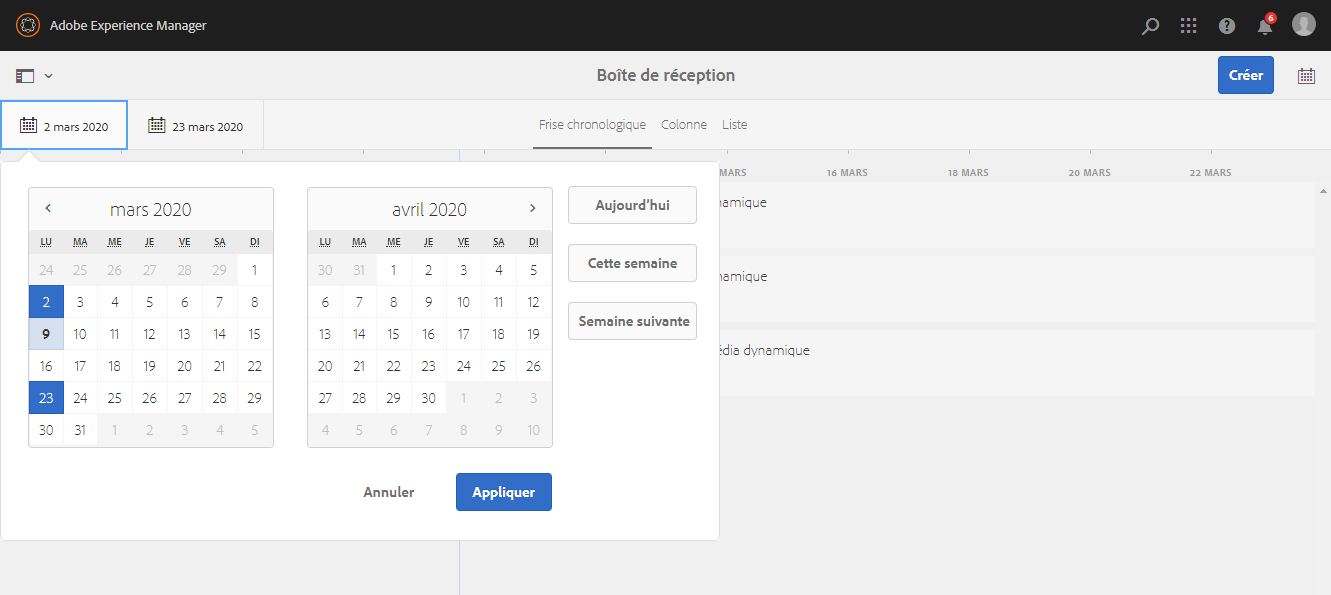 Adobe Experience Manager
6
Boîte de réception
Créer
2 mars 2020
23 mars 2020
Frise chronologique Colonne Liste
MARS 16 MARS 18 MARS 20 MARS 22 MARS
mars 2020
LU MA ME JE VE SA DI
24 25 26 27 28 29 1
2 3 4 5 6 7 8
9 10 11 12 13 14 15
16 17 18 19 20 21 22
23 24 25 26 27 28 29
30 31 1 2 3 4 5
avril 2020
LU MA ME JE VE SA DI
30 31 1 2 3 4 5
6 7 8 9 10 11 12
13 14 15 16 17 18 19
20 21 22 23 24 25 26
27 28 29 30 1 2 3
4 5 6 7 8 9 10
Aujourd'hui
Cette semaine
Semaine suivante
namique
namique
édia dynamique
Annuler
Appliquer